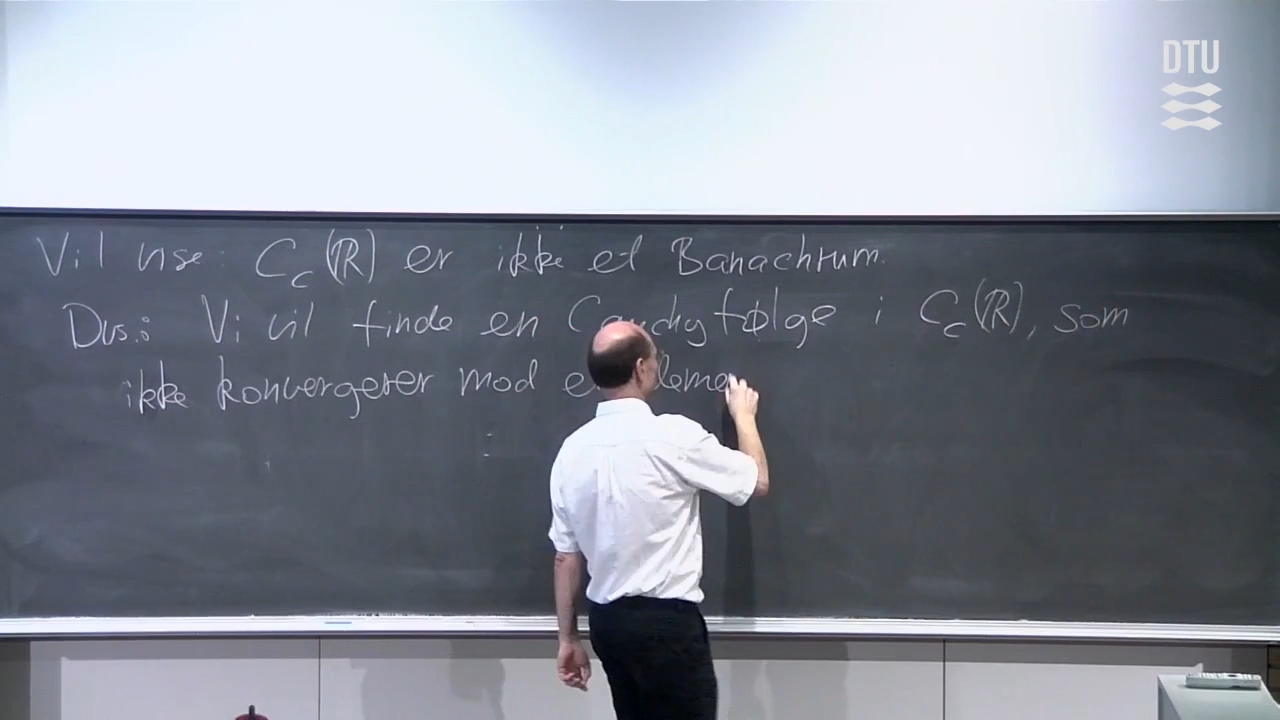 DTU
Vil vise: C_c(ℝ) er ikke et Banachrum.
Dvs.: Vi vil finde en Cauchyfølge i C_c(ℝ), som
ikke konvergerer mod